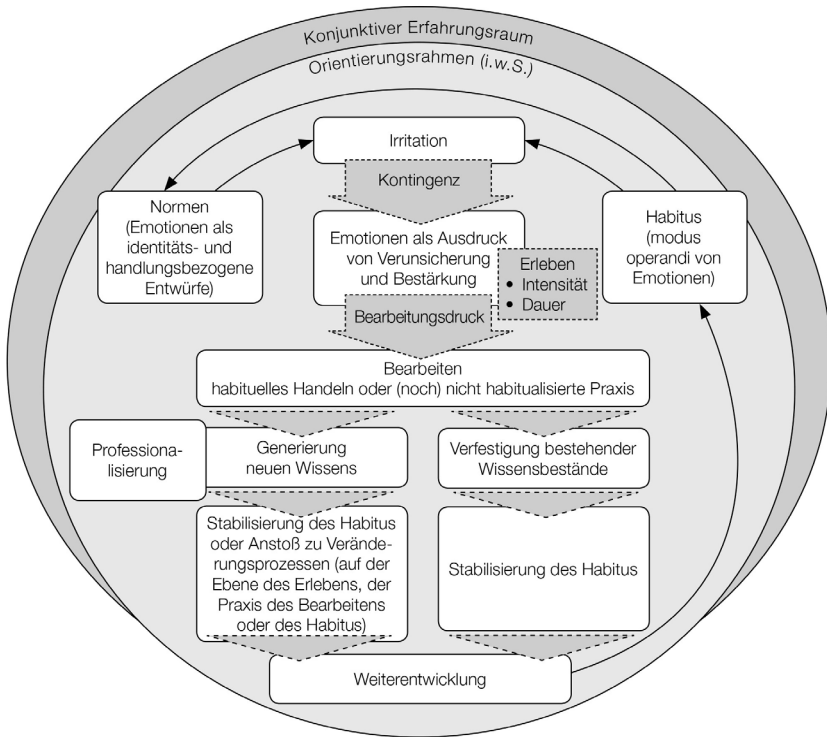 Konjunktiver Erfahrungsraum
Orientierungsrahmen (i.w.S.)
Irritation
Kontingenz
Normen
(Emotionen als
identitäts- und
handlungsbezogene
Entwürfe)
Emotionen als Ausdruck
von Verunsicherung
und Bestärkung
Erleben
• Intensität
• Dauer
Habitus
(modus
operandi von
Emotionen)
Bearbeitungsdruck
Bearbeiten
habituelles Handeln oder (noch) nicht habitualisierte Praxis
Professiona-
lisierung
Generierung
neuen Wissens
Verfestigung bestehender
Wissensbestände
Stabilisierung des Habitus
oder Anstoß zu Verände-
rungsprozessen (auf der
Ebene des Erlebens, der
Praxis des Bearbeitens
oder des Habitus)
Stabilisierung des Habitus
Weiterentwicklung